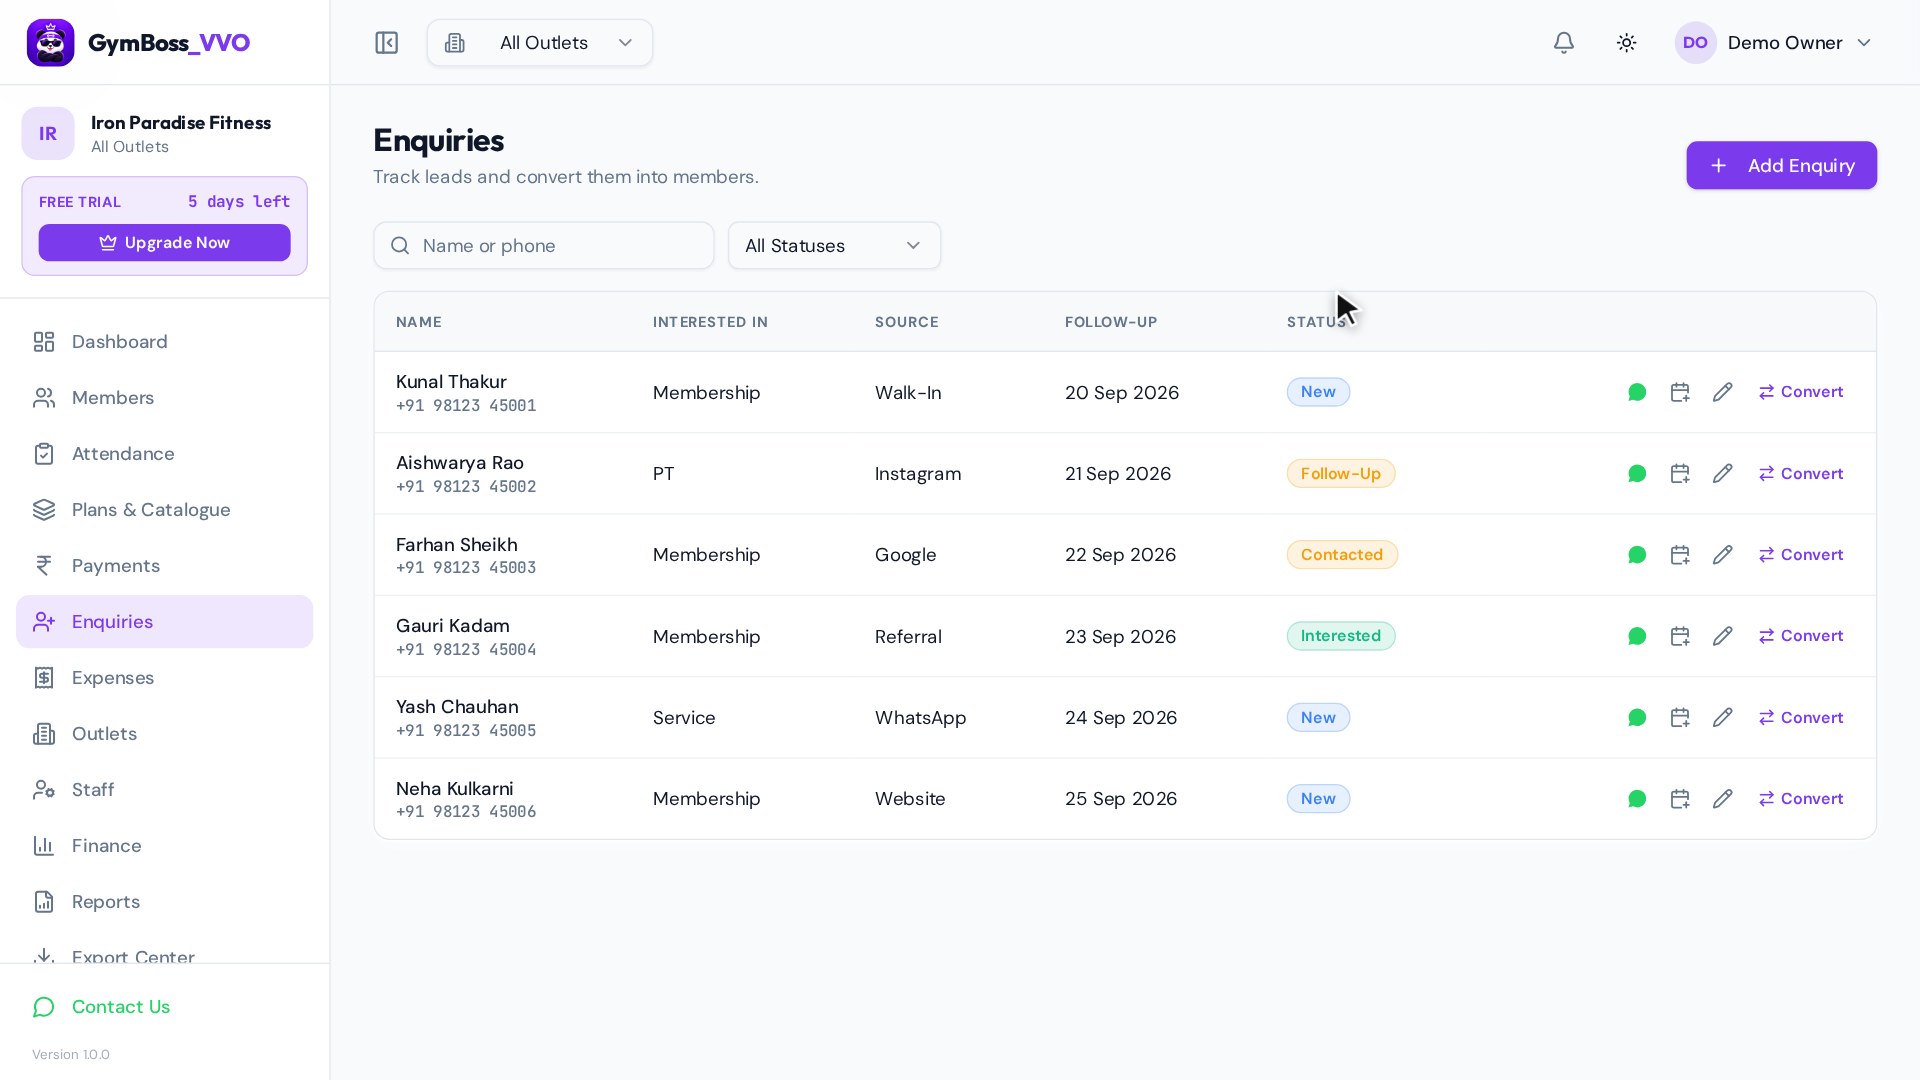 GymBoss_VVO
All Outlets
DO Demo Owner
IR Iron Paradise Fitness
All Outlets
FREE TRIAL 5 days left
Upgrade Now
Dashboard
Members
Attendance
Plans & Catalogue
Payments
Enquiries
Expenses
Outlets
Staff
Finance
Reports
Export Center
Contact Us
Version 1.0.0
Enquiries
Track leads and convert them into members.
Add Enquiry
Name or phone
All Statuses
NAME INTERESTED IN SOURCE FOLLOW-UP STATUS
Kunal Thakur
+91 98123 45001
Membership Walk-In 20 Sep 2026 New Convert
Aishwarya Rao
+91 98123 45002
PT Instagram 21 Sep 2026 Follow-Up Convert
Farhan Sheikh
+91 98123 45003
Membership Google 22 Sep 2026 Contacted Convert
Gauri Kadam
+91 98123 45004
Membership Referral 23 Sep 2026 Interested Convert
Yash Chauhan
+91 98123 45005
Service WhatsApp 24 Sep 2026 New Convert
Neha Kulkarni
+91 98123 45006
Membership Website 25 Sep 2026 New Convert